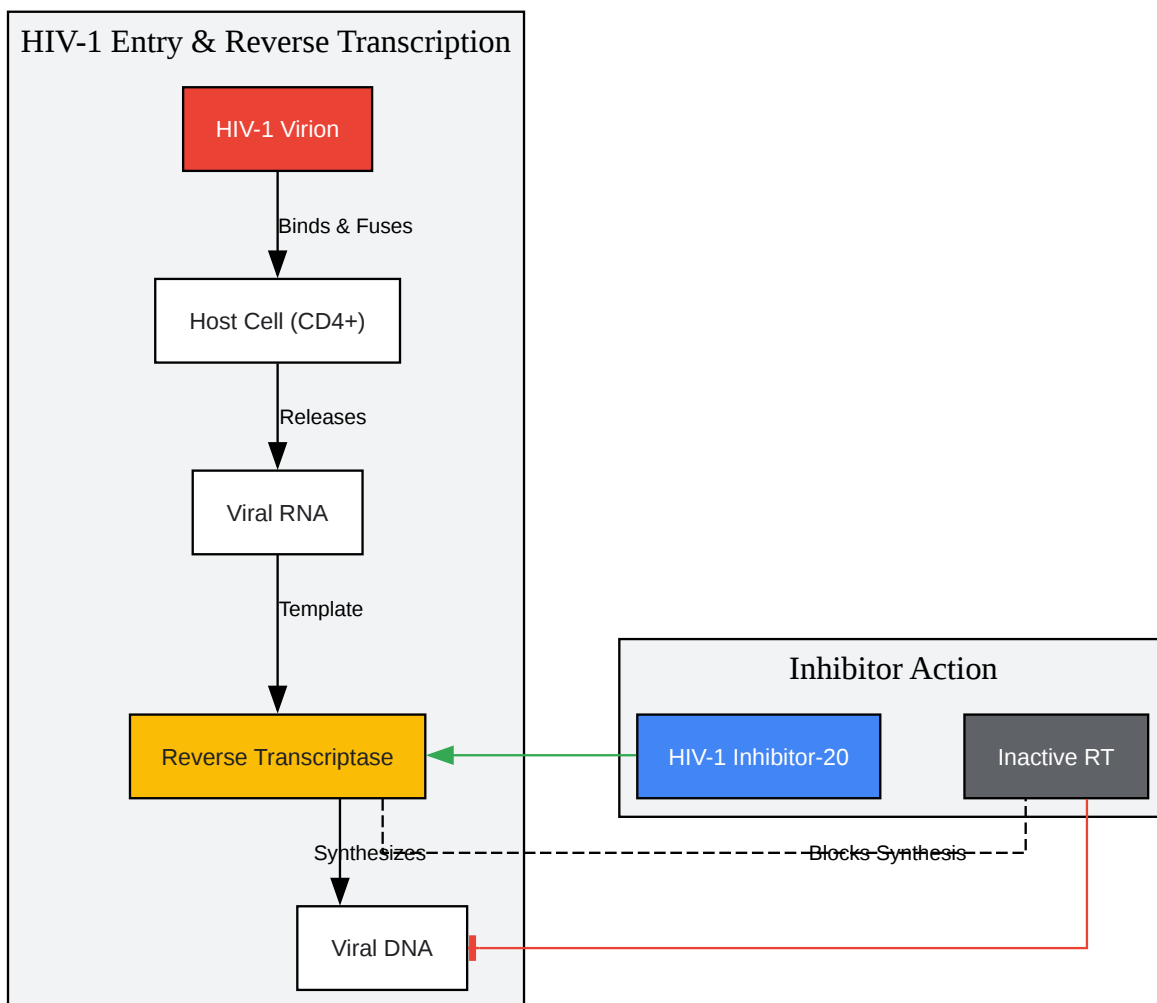 HIV-1 Entry & Reverse Transcription
HIV-1 Virion
Binds & Fuses
Host Cell (CD4+)
Releases
Viral RNA
Template
Inhibitor Action
Reverse Transcriptase
HIV-1 Inhibitor-20
Inactive RT
Synthesizes
Blocks Synthesis
Viral DNA